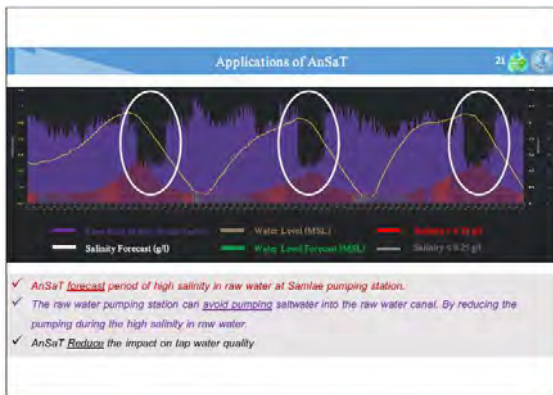 Applications of AnSaT
21
Water Level (MSL)
Salinity Forecast (g/l)
Water Level Forecast (MSL)
Salinity < 0.25 g/l
AnSaT forecast period of high salinity in raw water at Samlae pumping station.
The raw water pumping station can avoid pumping saltwater into the raw water canal. By reducing the
pumping during the high salinity in raw water.
AnSaT Reduce the impact on tap water quality